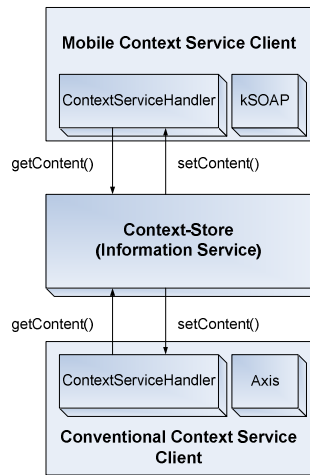 Mobile Context Service Client
ContextServiceHandler
kSOAP
getContent()
setContent()
Context-Store
(Information Service)
getContent()
setContent()
ContextServiceHandler
Axis
Conventional Context Service
Client